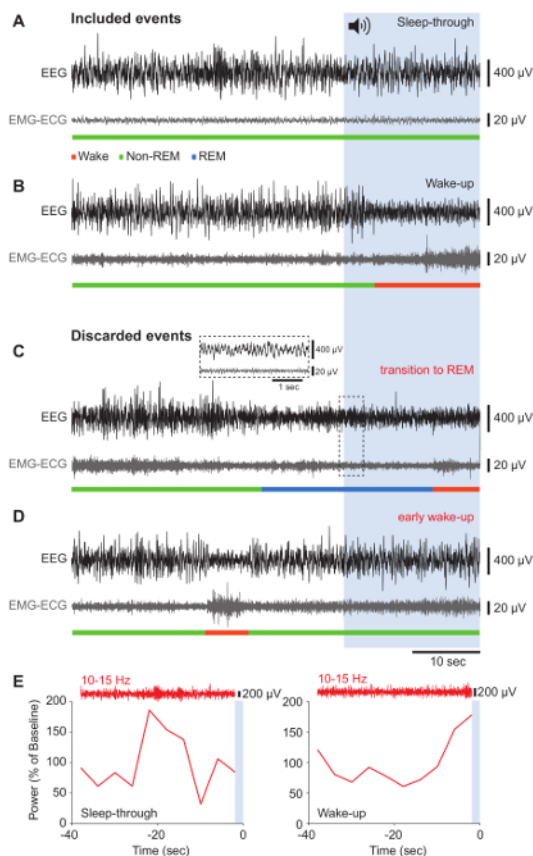 A Included events Sleep-through
EEG 400 μV
EMG-ECG 20 μV
Wake Non-REM REM
B Wake-up
EEG 400 μV
EMG-ECG 20 μV
Discarded events
C 400 μV
20 μV
1 sec
transition to REM
EEG 400 μV
EMG-ECG 20 μV
D early wake-up
EEG 400 μV
EMG-ECG 20 μV
10 sec
E 10-15 Hz 200 μV 10-15 Hz 200 μV
Power (% of Baseline)
200 200
150 150
100 100
50 50
0 Sleep-through 0 Wake-up
-40 -20 0 -40 -20 0
Time (sec) Time (sec)